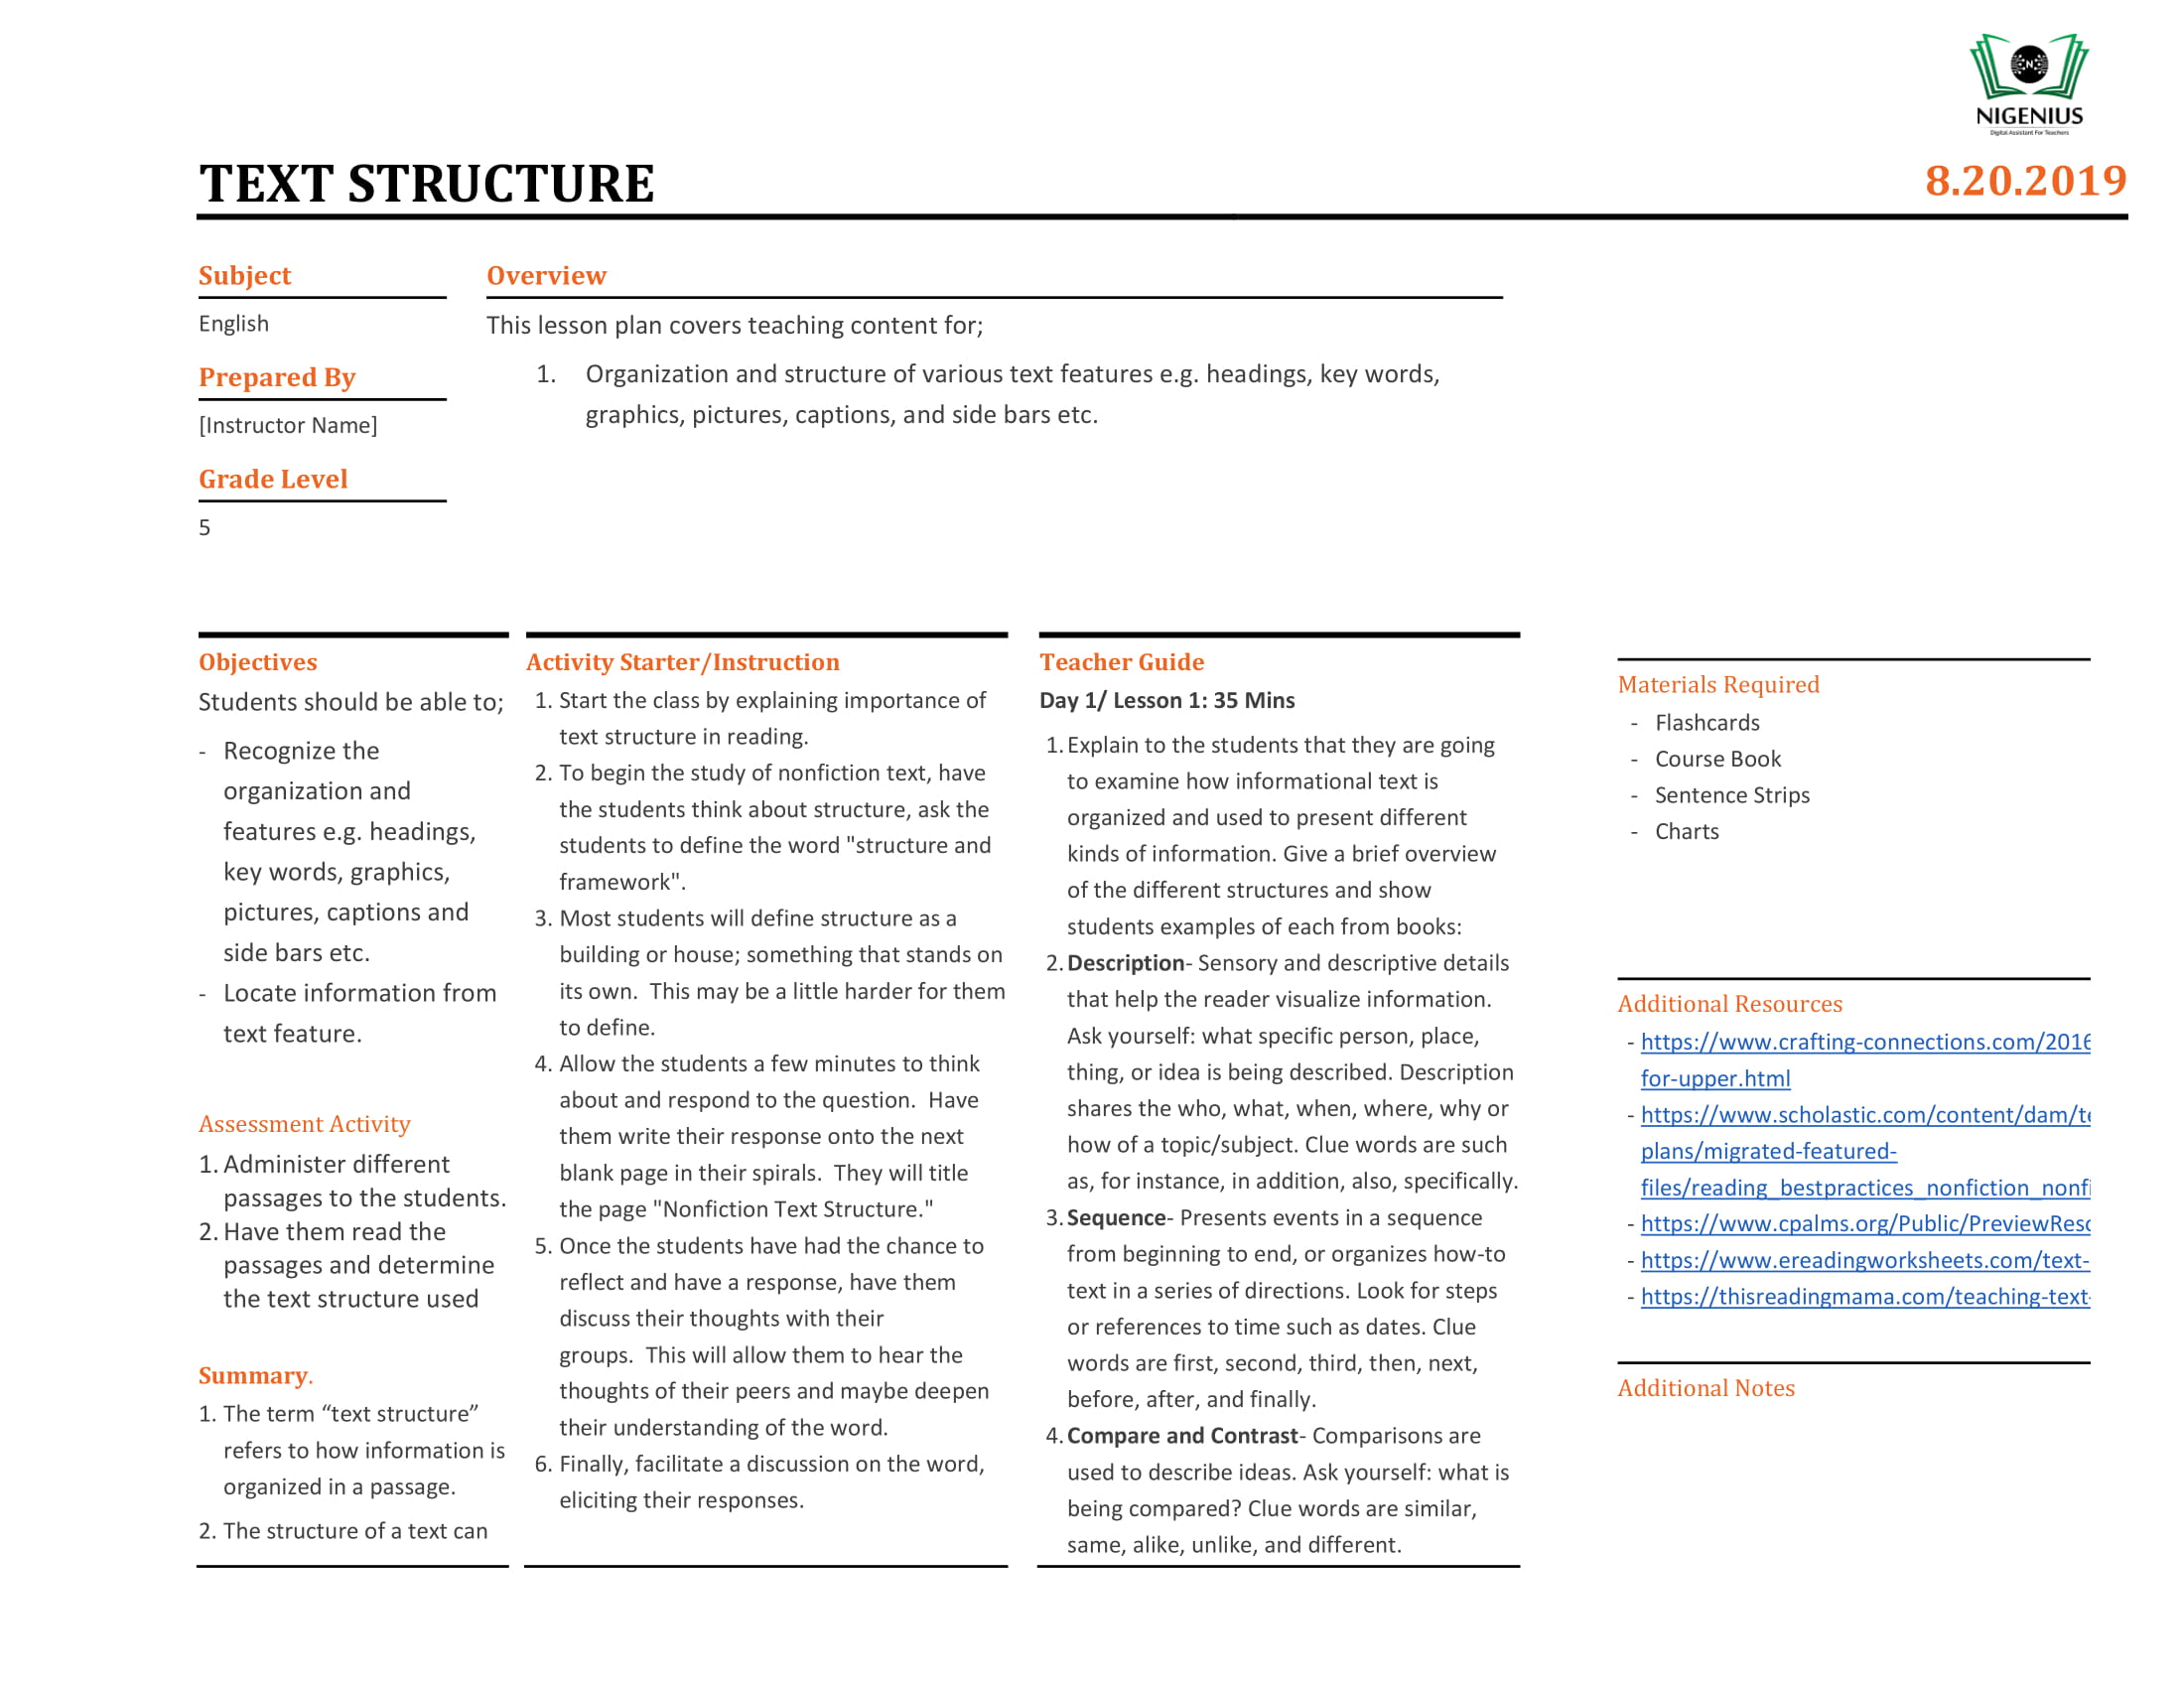 NIGENIUS
Digital Assistant For Teachers
TEXT STRUCTURE
8.20.2019
Subject
English
Prepared By
[Instructor Name]
Grade Level
5
Overview
This lesson plan covers teaching content for;
1. Organization and structure of various text features e.g. headings, key words,
graphics, pictures, captions, and side bars etc.
Objectives
Students should be able to;
- Recognize the
organization and
features e.g. headings,
key words, graphics,
pictures, captions and
side bars etc.
- Locate information from
text feature.
Assessment Activity
1. Administer different
passages to the students.
2. Have them read the
passages and determine
the text structure used
Summary.
1. The term “text structure”
refers to how information is
organized in a passage.
2. The structure of a text can
Activity Starter/Instruction
1. Start the class by explaining importance of
text structure in reading.
2. To begin the study of nonfiction text, have
the students think about structure, ask the
students to define the word "structure and
framework".
3. Most students will define structure as a
building or house; something that stands on
its own.  This may be a little harder for them
to define.
4. Allow the students a few minutes to think
about and respond to the question.  Have
them write their response onto the next
blank page in their spirals.  They will title
the page "Nonfiction Text Structure."
5. Once the students have had the chance to
reflect and have a response, have them
discuss their thoughts with their
groups.  This will allow them to hear the
thoughts of their peers and maybe deepen
their understanding of the word.
6. Finally, facilitate a discussion on the word,
eliciting their responses.
Teacher Guide
Day 1/ Lesson 1: 35 Mins
1. Explain to the students that they are going
to examine how informational text is
organized and used to present different
kinds of information. Give a brief overview
of the different structures and show
students examples of each from books:
2. Description- Sensory and descriptive details
that help the reader visualize information.
Ask yourself: what specific person, place,
thing, or idea is being described. Description
shares the who, what, when, where, why or
how of a topic/subject. Clue words are such
as, for instance, in addition, also, specifically.
3. Sequence- Presents events in a sequence
from beginning to end, or organizes how-to
text in a series of directions. Look for steps
or references to time such as dates. Clue
words are first, second, third, then, next,
before, after, and finally.
4. Compare and Contrast- Comparisons are
used to describe ideas. Ask yourself: what is
being compared? Clue words are similar,
same, alike, unlike, and different.
Materials Required
- Flashcards
- Course Book
- Sentence Strips
- Charts
Additional Resources
- https://www.crafting-connections.com/2016
for-upper.html
- https://www.scholastic.com/content/dam/te
plans/migrated-featured-
files/reading_bestpractices_nonfiction_nonfi
- https://www.cpalms.org/Public/PreviewReso
- https://www.ereadingworksheets.com/text-
- https://thisreadingmama.com/teaching-text-
Additional Notes